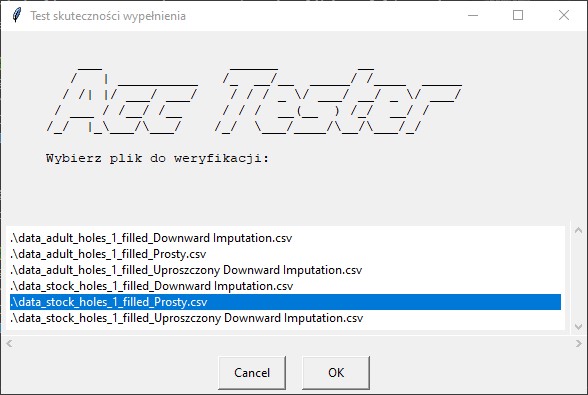 Test skuteczności wypełnienia
Acc Tester
Wybierz plik do weryfikacji:
.\data_adult_holes_1_filled_Downward Imputation.csv
.\data_adult_holes_1_filled_Prosty.csv
.\data_adult_holes_1_filled_Uproszczony Downward Imputation.csv
.\data_stock_holes_1_filled_Downward Imputation.csv
.\data_stock_holes_1_filled_Prosty.csv
.\data_stock_holes_1_filled_Uproszczony Downward Imputation.csv
Cancel
OK